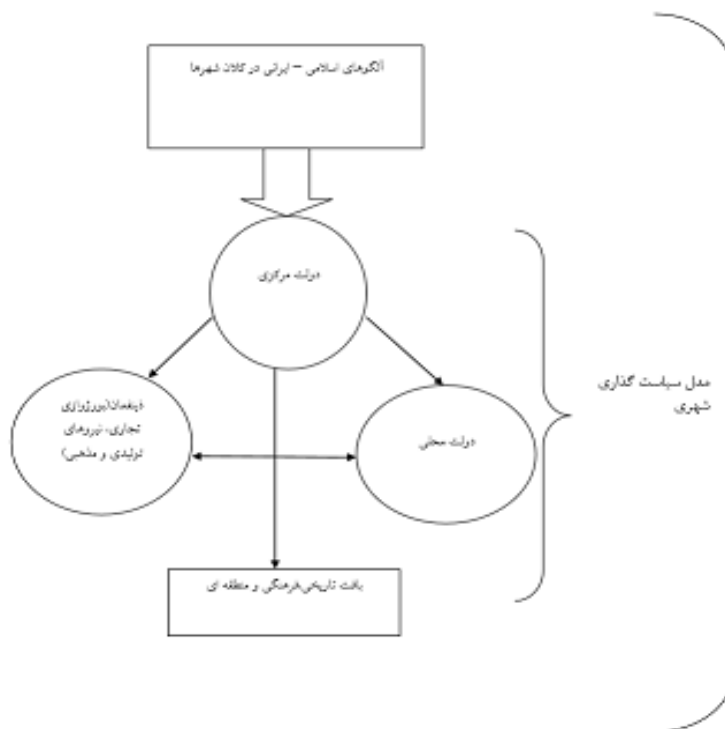 الگوهای اسلامی – ایرانی در کلان شهرها
دولت مرکزی
ذینفعان(بورژوازی
تجاری، نیروهای
تولیدی و مذهبی)
دولت محلی
مدل سیاست گذاری
شهری
بافت تاریخی،فرهنگی و منطقه ای